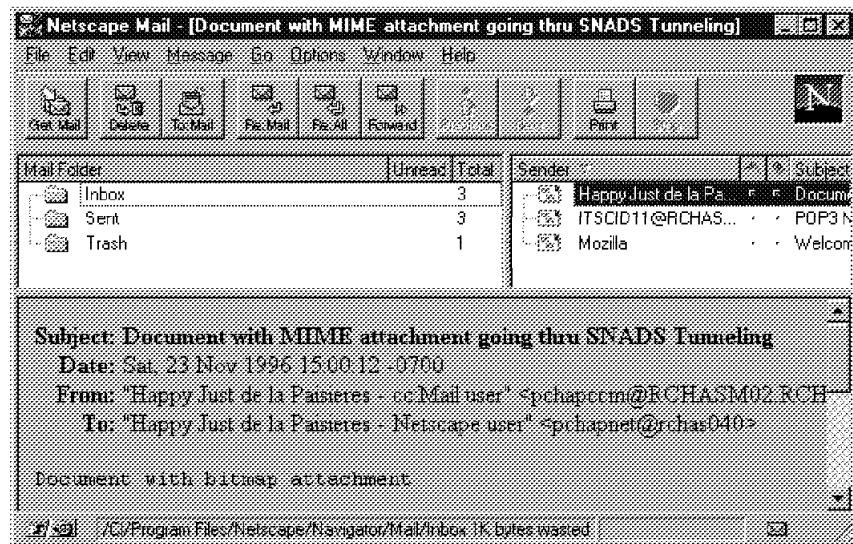 Netscape Mail - [Document with MIME attachment going thru SNADS Tunneling]
File Edit View Message Go Options Window Help
Get Mail Delete To: Mail Re: Mail Re: All Forward Print
N
Mail Folder Unread Total
Inbox 3
Sent 3
Trash 1
Sender Subject
Happy Just de la Pa... Docum
ITSCID11@RCHAS... POP3 N
Mozilla Welcom
Subject: Document with MIME attachment going thru SNADS Tunneling
Date: Sat, 23 Nov 1996 15:00:12 -0700
From: "Happy Just de la Paisieres - cc:Mail user" <pchapccm@RCHASM02.RCH
To: "Happy Just de la Paisieres - Netscape user" <pchapnet@rchas040>
Document with bitmap attachment
/C|/Program Files/Netscape/Navigator/Mail/Inbox 1K bytes wasted